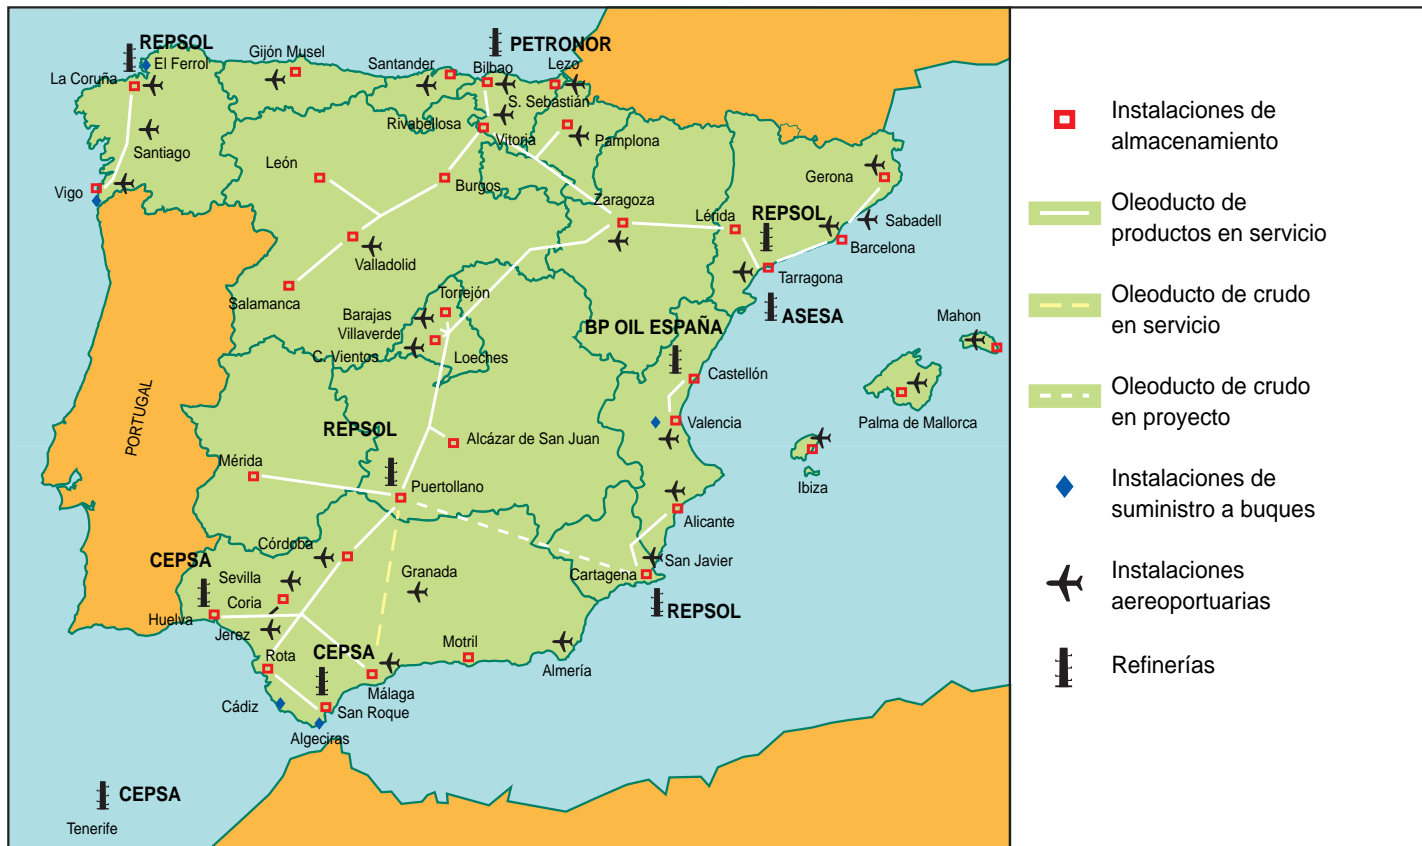 REPSOL
El Ferrol
La Coruña
Gijón Musel
Santander
PETRONOR
Bilbao
Lezo
S. Sebastián
Rivabellosa
Vitoria
Pamplona
Santiago
Vigo
León
Burgos
Zaragoza
Lérida
REPSOL
Gerona
Sabadell
Barcelona
Tarragona
ASESA
Valladolid
Salamanca
Torrejón
Barajas
Villaverde
C. Vientos
Loeches
BP OIL ESPAÑA
Castellón
Mahon
Palma de Mallorca
Valencia
Ibiza
PORTUGAL
REPSOL
Alcázar de San Juan
Mérida
Puertollano
Alicante
San Javier
Cartagena
REPSOL
Córdoba
CEPSA
Sevilla
Coria
Granada
Huelva
Jerez
Rota
CEPSA
Motril
Almería
Málaga
Cádiz
San Roque
Algeciras
CEPSA
Tenerife
Instalaciones de
almacenamiento
Oleoducto de
productos en servicio
Oleoducto de crudo
en servicio
Oleoducto de crudo
en proyecto
Instalaciones de
suministro a buques
Instalaciones
aereoportuarias
Refinerías